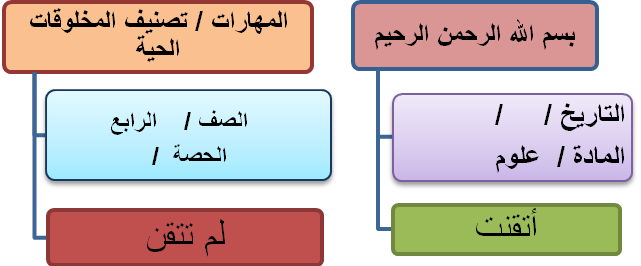 بسم الله الرحمن الرحيم
التاريخ /      /
المادة / علوم
أتقنت
المهارات / تصنيف المخلوقات
الحية
الصف /    الرابع
الحصة /
لم تتقن